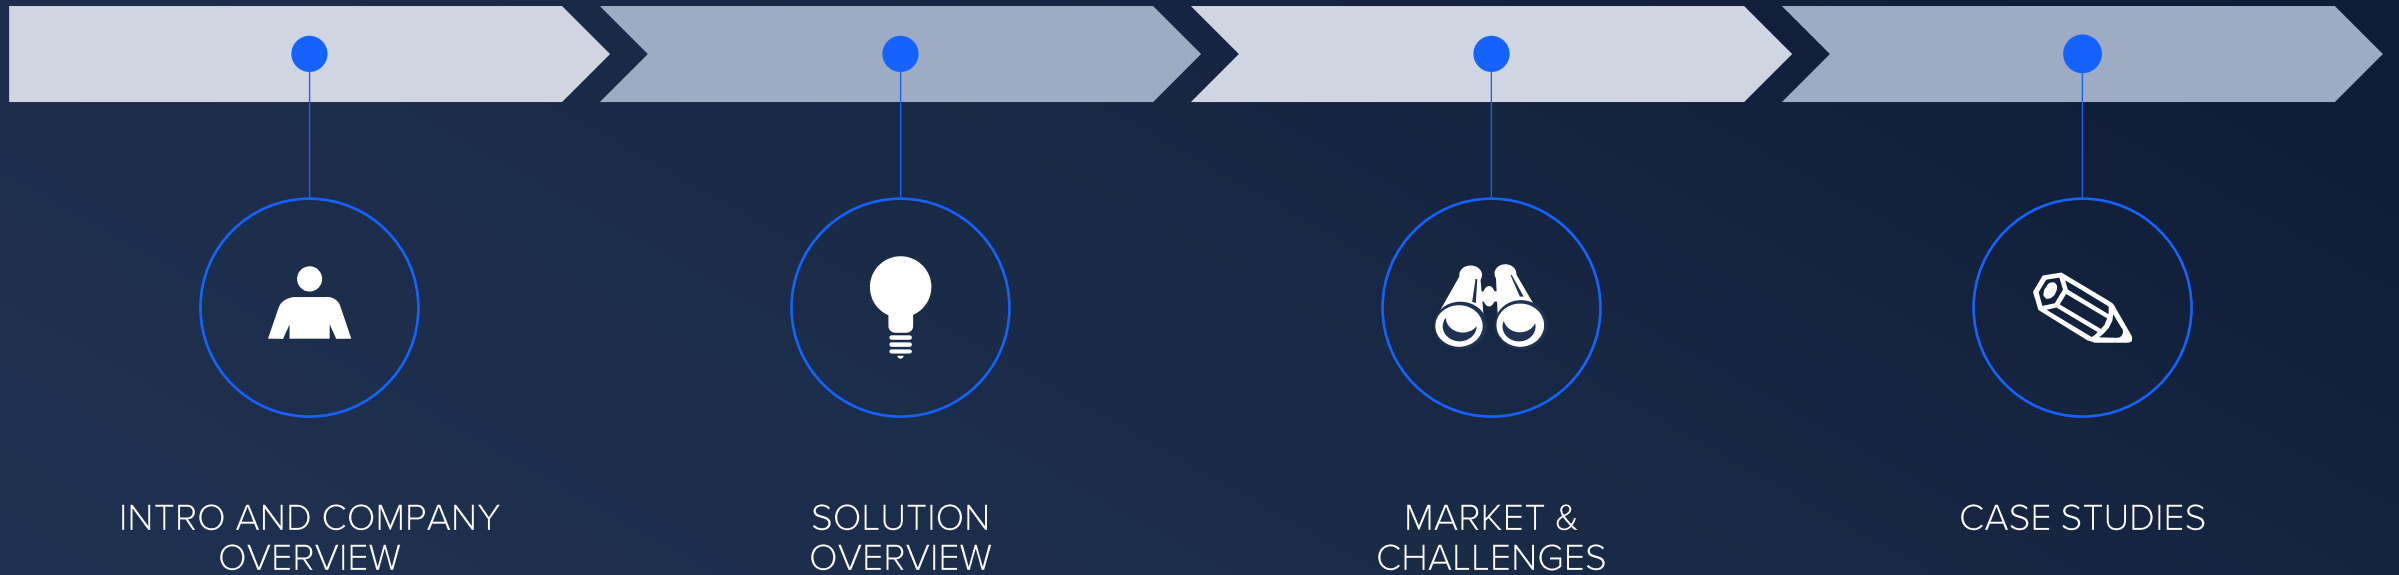 INTRO AND COMPANY
OVERVIEW
SOLUTION
OVERVIEW
MARKET &
CHALLENGES
CASE STUDIES